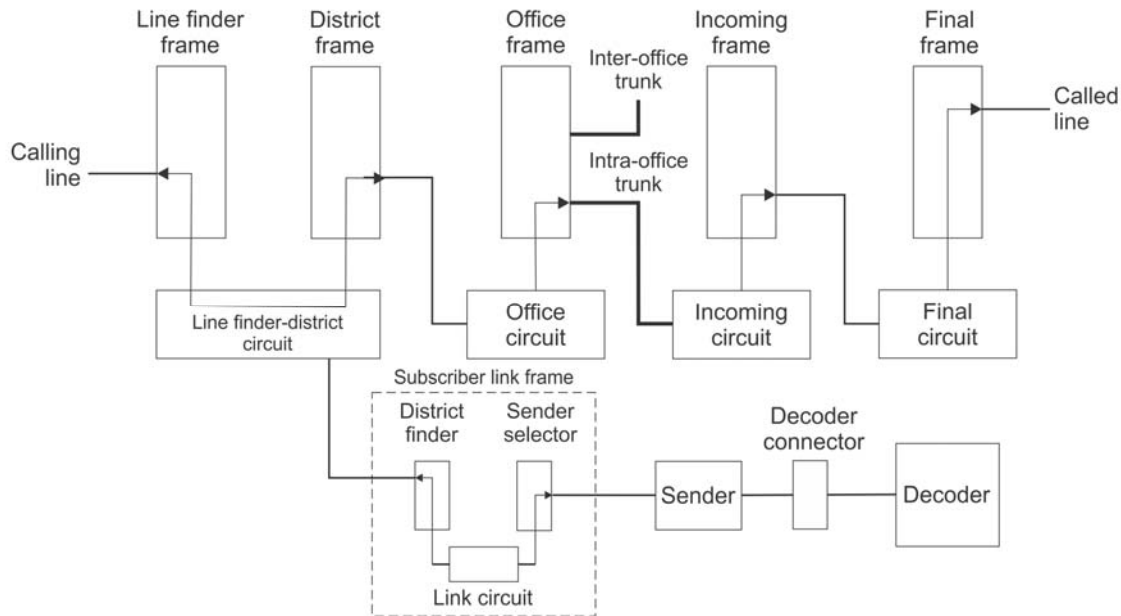 Line finder
frame
District
frame
Office
frame
Incoming
frame
Final
frame
Inter-office
trunk
Called
line
Calling
line
Intra-office
trunk
Line finder-district
circuit
Office
circuit
Incoming
circuit
Final
circuit
Subscriber link frame
District
finder
Sender
selector
Decoder
connector
Sender
Decoder
Link circuit